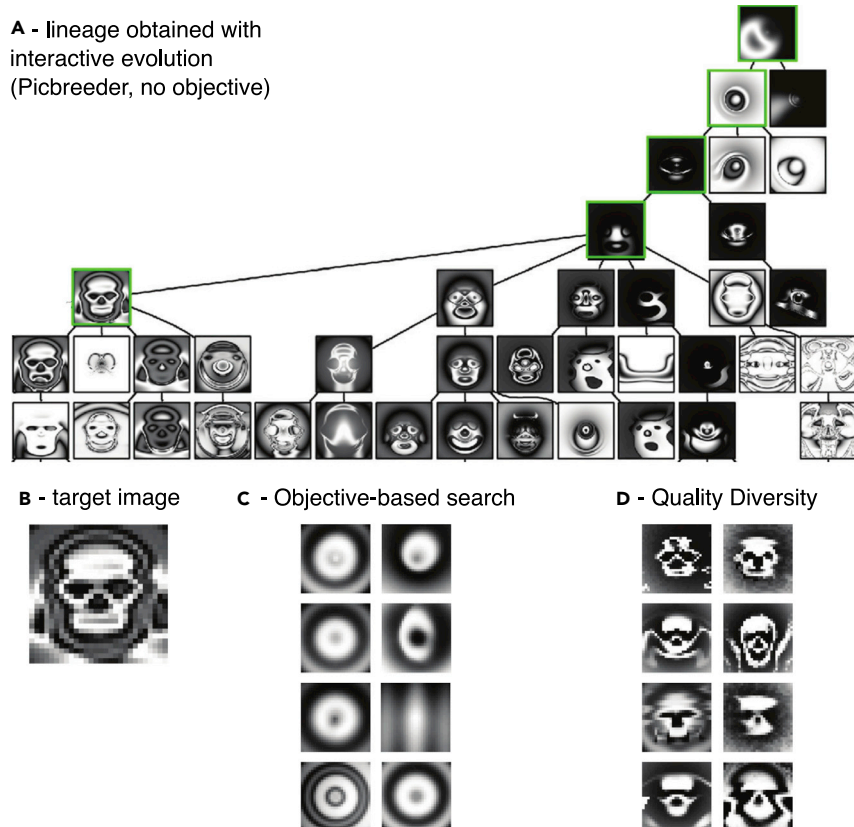 A - lineage obtained with
interactive evolution
(Picbreeder, no objective)
B - target image
C - Objective-based search
D - Quality Diversity